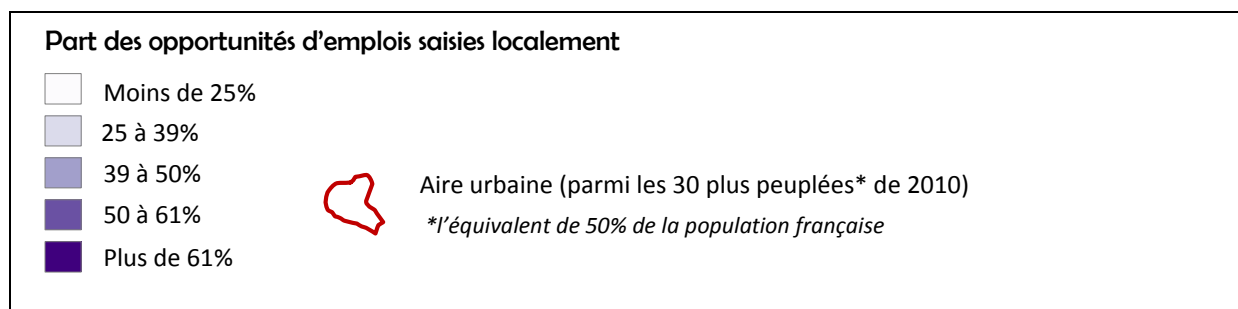 Part des opportunités d'emplois saisies localement
Moins de 25%
25 à 39%
39 à 50%
50 à 61%
Plus de 61%
Aire urbaine (parmi les 30 plus peuplées* de 2010)
*l'équivalent de 50% de la population française